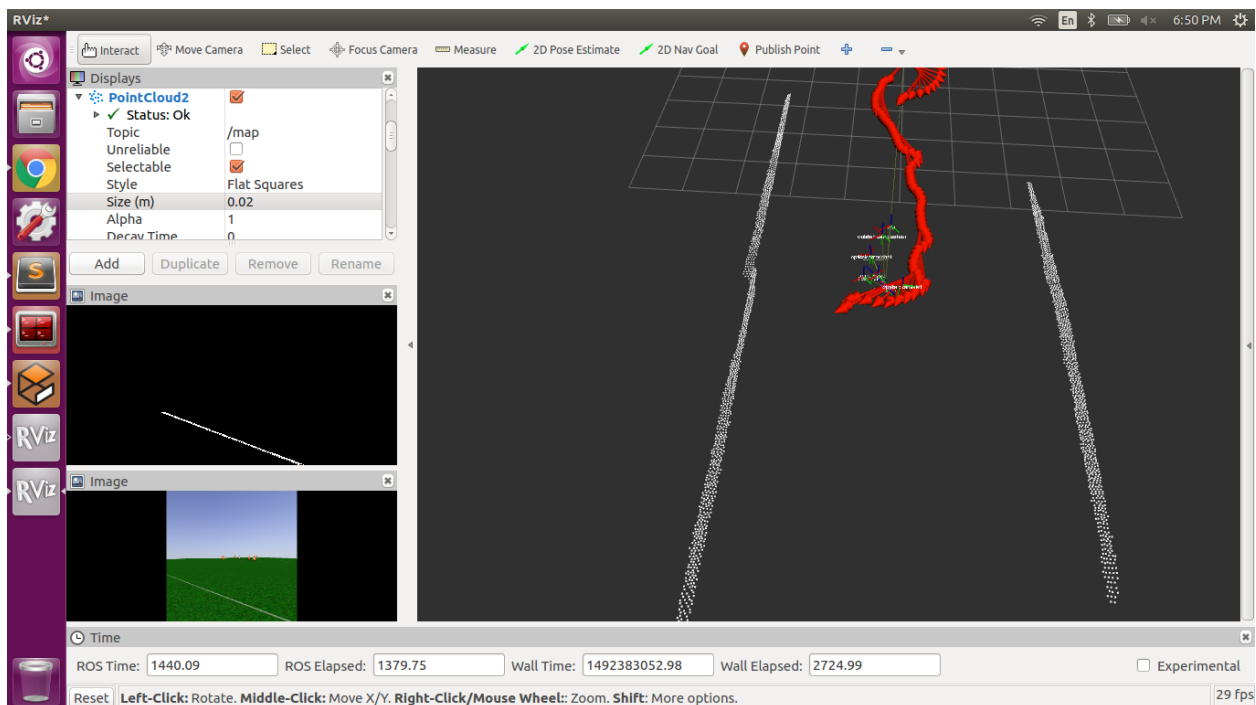 RViz*
En
6:50 PM
Interact
Move Camera
Select
Focus Camera
Measure
2D Pose Estimate
2D Nav Goal
Publish Point
Displays
PointCloud2
Status: Ok
Topic /map
Unreliable
Selectable
Style Flat Squares
Size (m) 0.02
Alpha 1
Decay Time 0
Add Duplicate Remove Rename
Image
S
RViz
RViz
Image
Time
ROS Time: 1440.09 ROS Elapsed: 1379.75 Wall Time: 1492383052.98 Wall Elapsed: 2724.99 Experimental
Reset Left-Click: Rotate. Middle-Click: Move X/Y. Right-Click/Mouse Wheel:: Zoom. Shift: More options. 29 fps